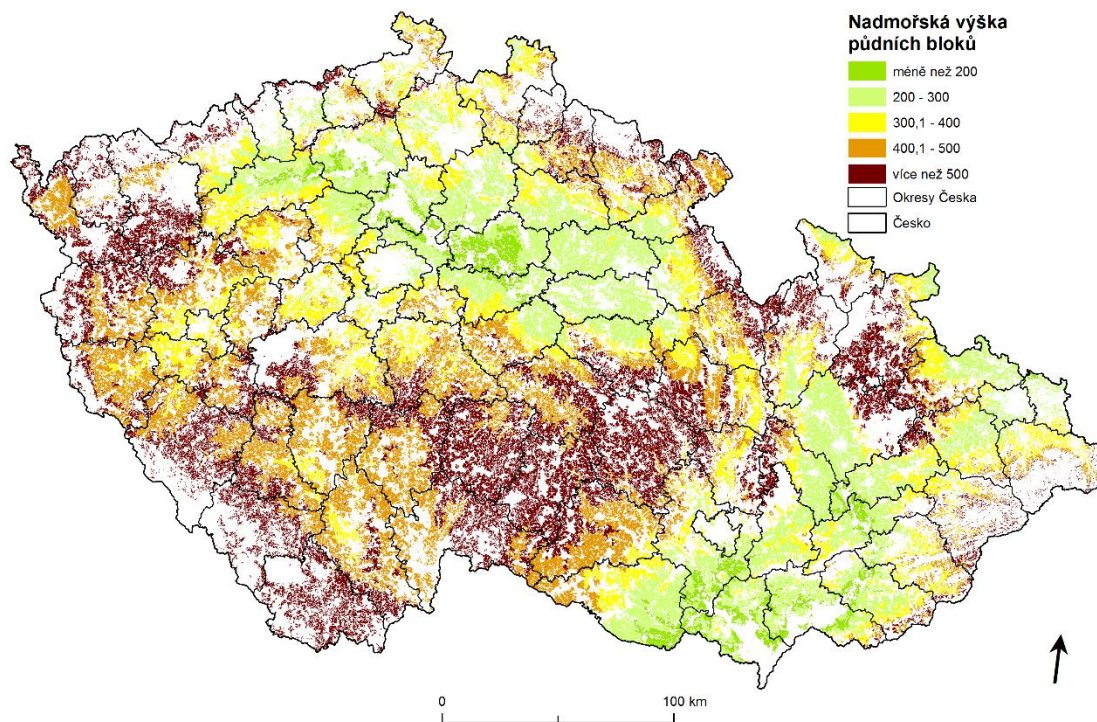 Nadmořská výška
půdních bloků
méně než 200
200 - 300
300,1 - 400
400,1 - 500
více než 500
Okresy Česka
Česko
0 100 km